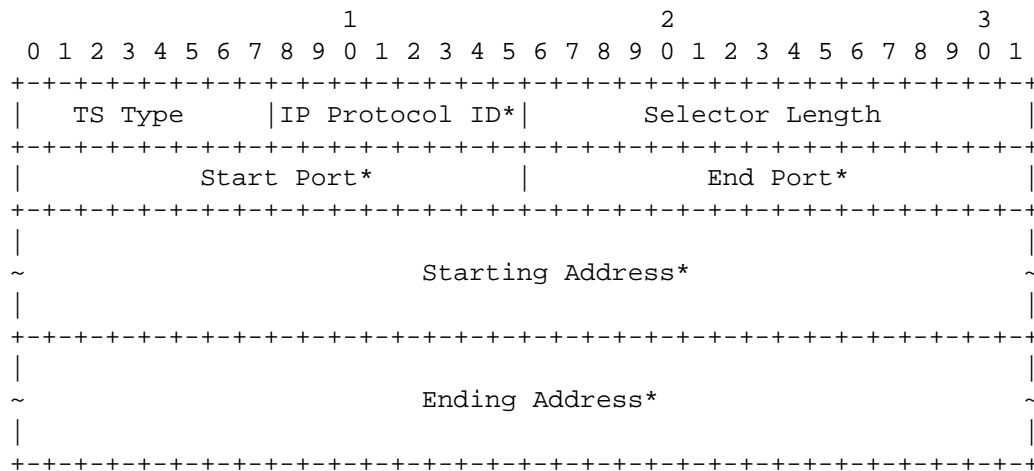 1                   2                   3
 0 1 2 3 4 5 6 7 8 9 0 1 2 3 4 5 6 7 8 9 0 1 2 3 4 5 6 7 8 9 0 1
+-+-+-+-+-+-+-+-+-+-+-+-+-+-+-+-+-+-+-+-+-+-+-+-+-+-+-+-+-+-+-+-+
|   TS Type     |IP Protocol ID*|       Selector Length         |
+-+-+-+-+-+-+-+-+-+-+-+-+-+-+-+-+-+-+-+-+-+-+-+-+-+-+-+-+-+-+-+-+
|           Start Port*         |           End Port*           |
+-+-+-+-+-+-+-+-+-+-+-+-+-+-+-+-+-+-+-+-+-+-+-+-+-+-+-+-+-+-+-+-+
|                                                               |
~                         Starting Address*                     ~
|                                                               |
+-+-+-+-+-+-+-+-+-+-+-+-+-+-+-+-+-+-+-+-+-+-+-+-+-+-+-+-+-+-+-+-+
|                                                               |
~                         Ending Address*                       ~
|                                                               |
+-+-+-+-+-+-+-+-+-+-+-+-+-+-+-+-+-+-+-+-+-+-+-+-+-+-+-+-+-+-+-+-+